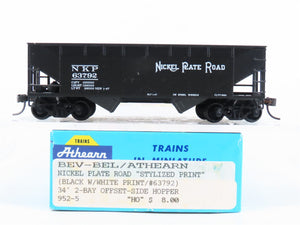 NKP
63792
NICKEL PLATE ROAD
TRAINS
IN MINIATURE
Athearn
TRAINS
BEV-BEL/ATHEARN
NICKEL PLATE ROAD "STYLIZED PRINT"
(BLACK W/WHITE PRINT/#63792)
34' 2-BAY OFFSET-SIDE HOPPER
952-5 "HO" $ 8.00